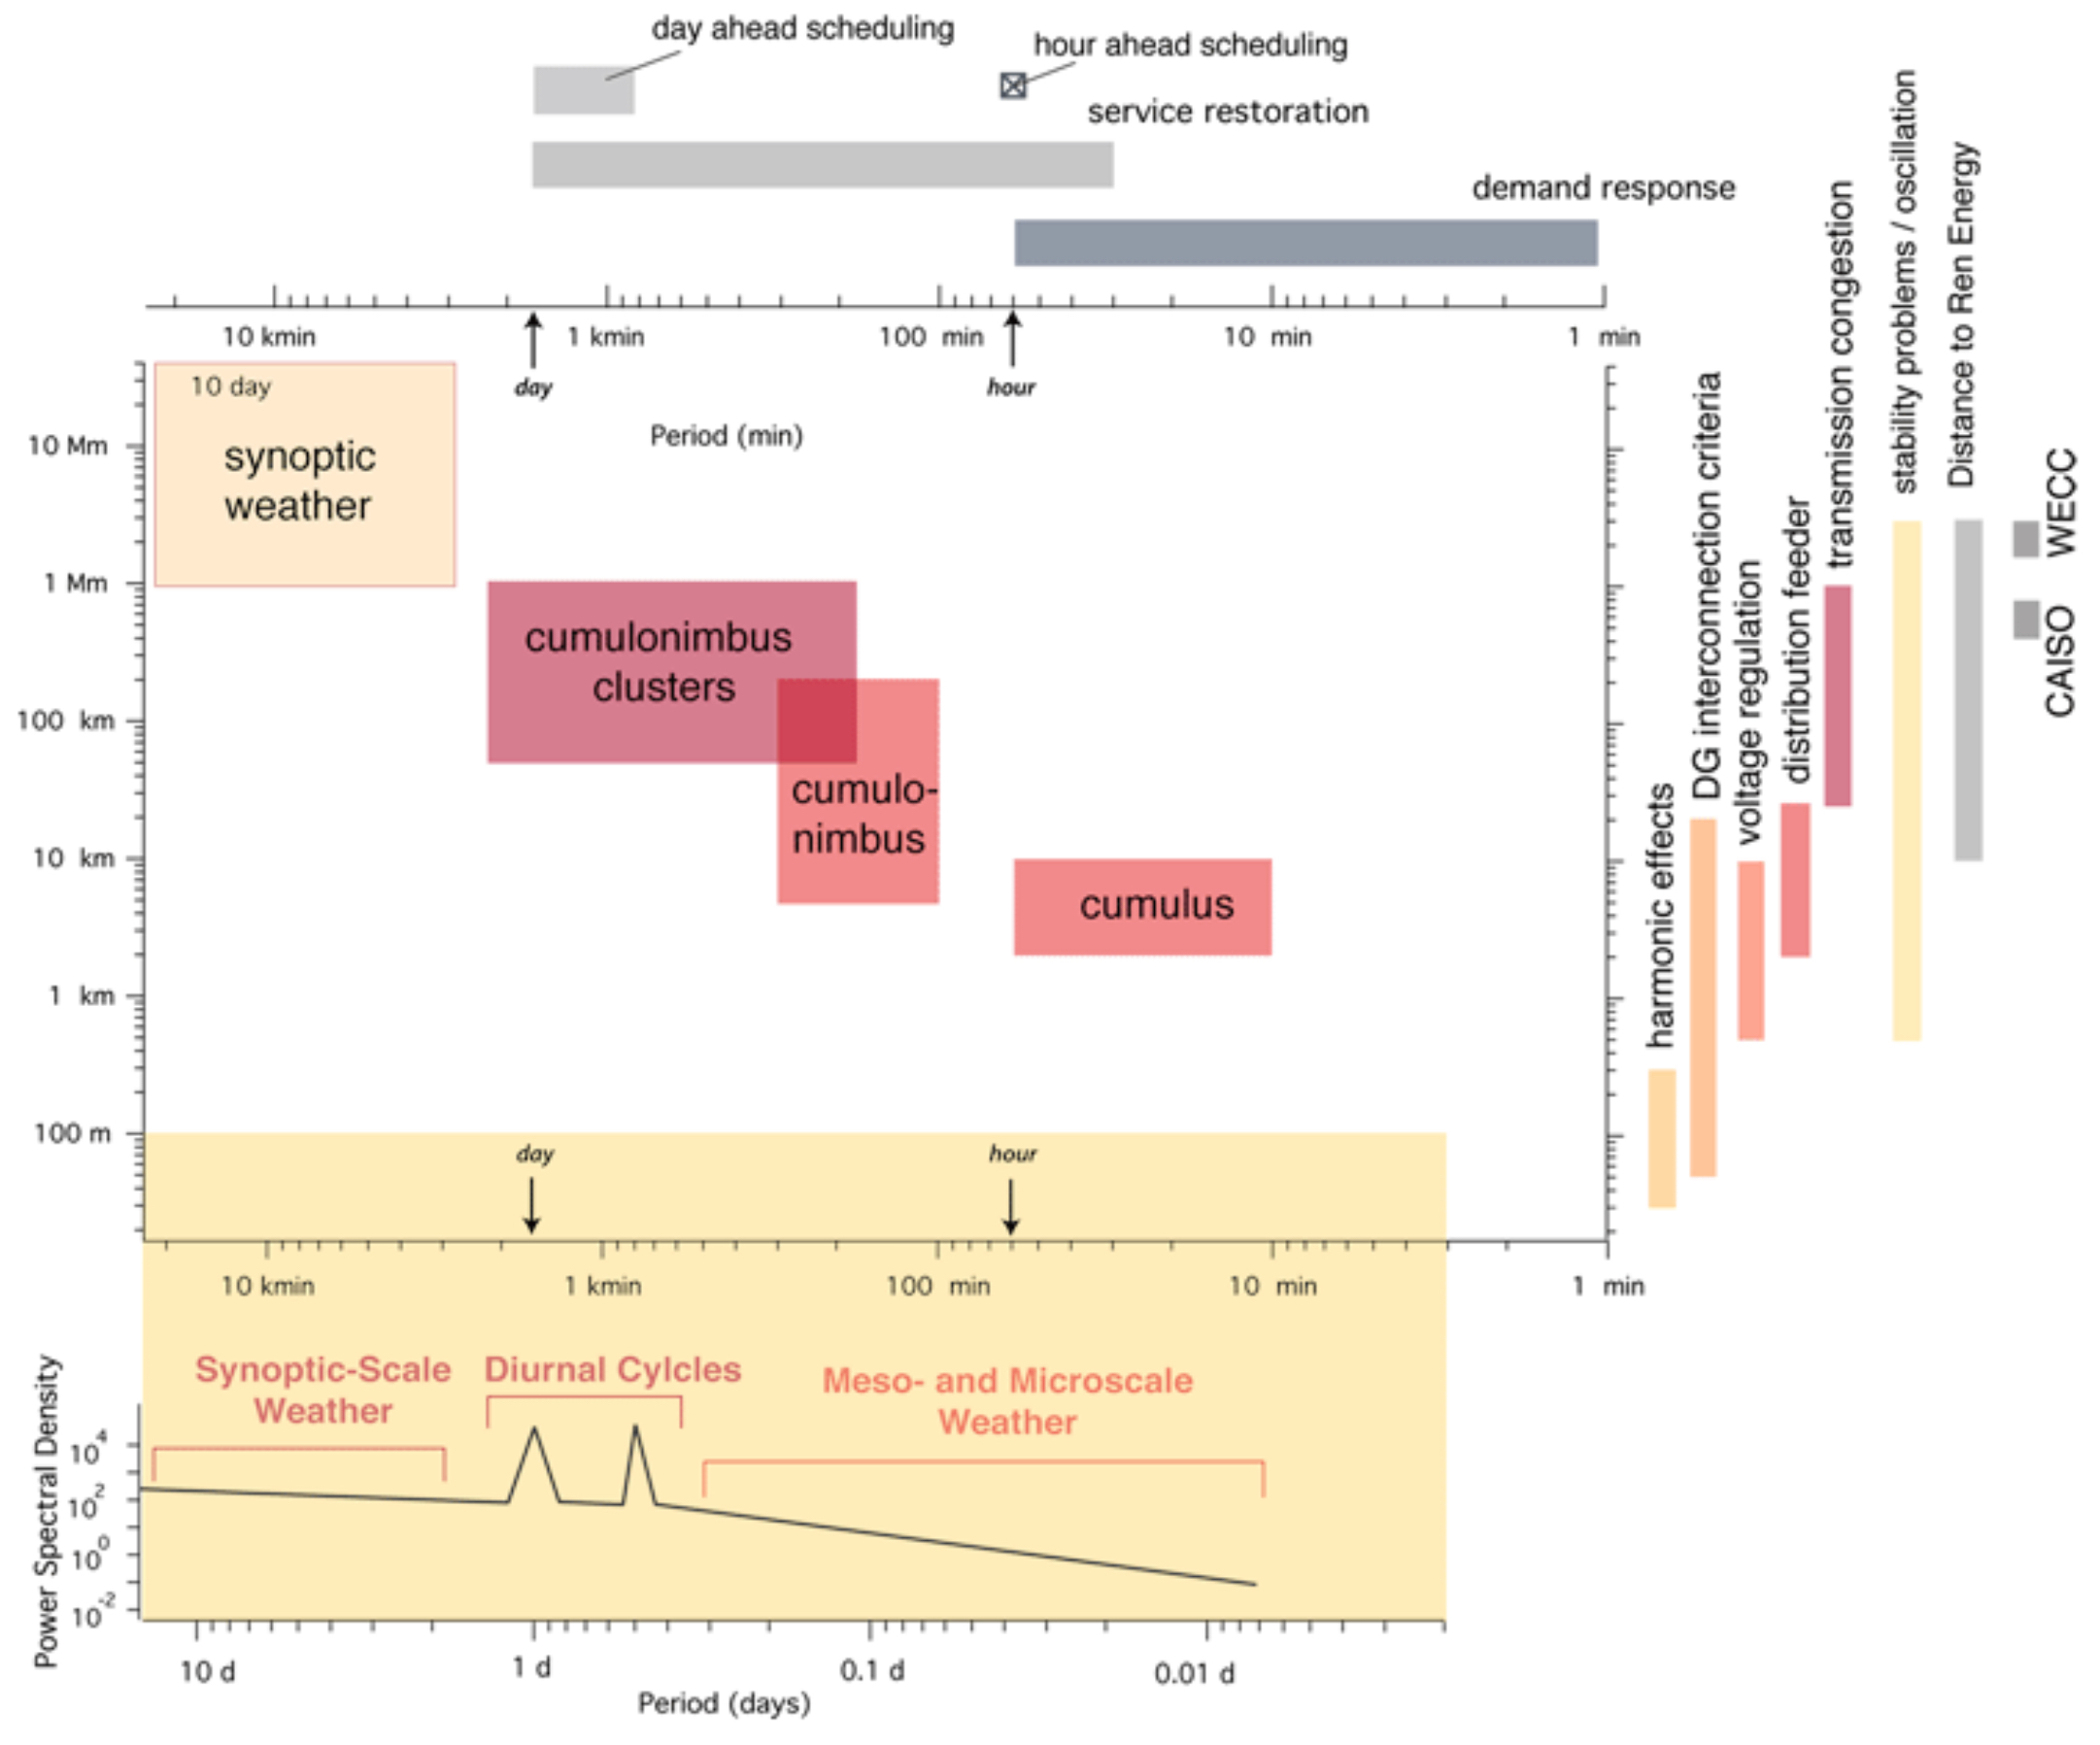 day ahead scheduling
hour ahead scheduling
service restoration
demand response
10 kmin
1 kmin
100 min
10 min
1 min
day
hour
Period (min)
10 day
synoptic
weather
10 Mm
1 Mm
100 km
10 km
1 km
100 m
cumulonimbus
clusters
cumulo-
nimbus
cumulus
harmonic effects
DG interconnection criteria
voltage regulation
distribution feeder
transmission congestion
stability problems / oscillation
Distance to Ren Energy
WECC
CAISO
day
hour
10 kmin
1 kmin
100 min
10 min
1 min
Synoptic-Scale
Weather
Diurnal Cylcles
Meso- and Microscale
Weather
Power Spectral Density
10^4
10^2
10^0
10^-2
10 d
1 d
0.1 d
0.01 d
Period (days)